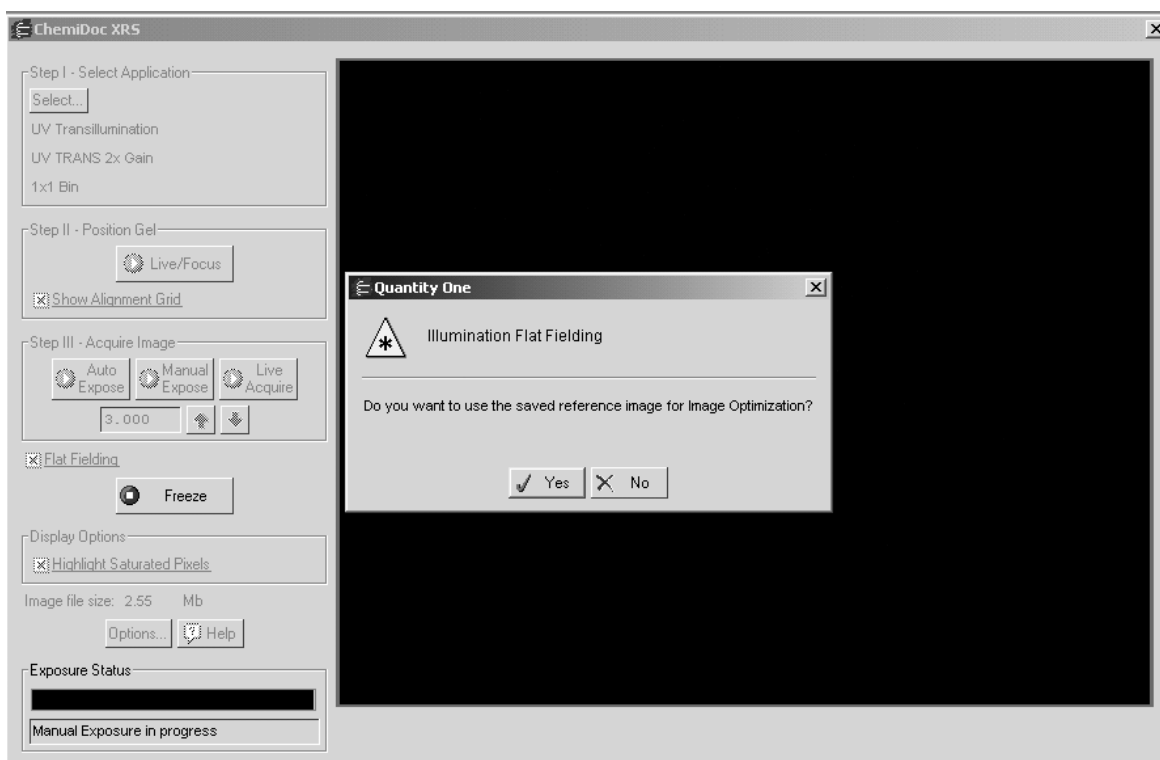 ChemiDoc XRS
Step I - Select Application
Select...
UV Transillumination
UV TRANS 2x Gain
1x1 Bin
Step II - Position Gel
Live/Focus
Show Alignment Grid
Step III - Acquire Image
Auto Expose
Manual Expose
Live Acquire
3.000
Flat Fielding
Freeze
Display Options
Highlight Saturated Pixels
Image file size: 2.55 Mb
Options...
Help
Exposure Status
Manual Exposure in progress
Quantity One
Illumination Flat Fielding
Do you want to use the saved reference image for Image Optimization?
Yes
No